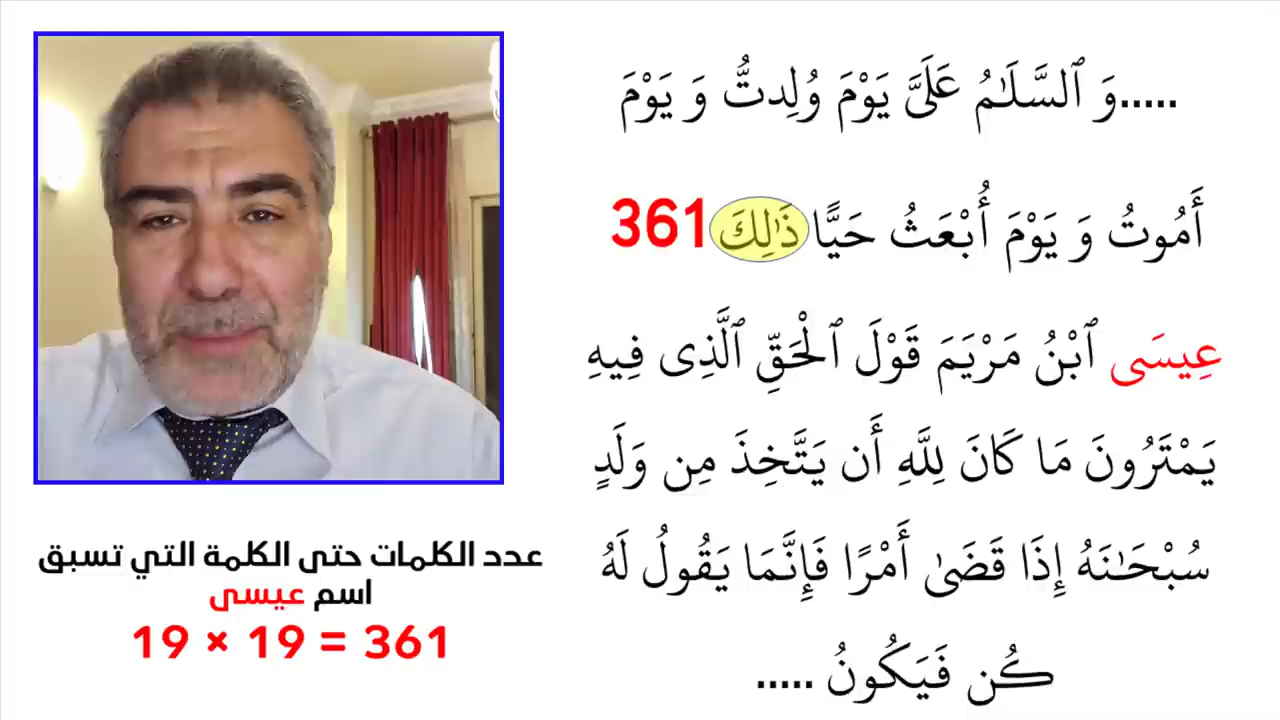 .....وَ ٱلسَّلَـٰمُ عَلَىَّ يَوْمَ وُلِدتُّ وَ يَوْمَ
أَمُوتُ وَ يَوْمَ أُبْعَثُ حَيًّا ذَٰلِكَ 361
عِيسَى ٱبْنُ مَرْيَمَ قَوْلَ ٱلْحَقِّ ٱلَّذِى فِيهِ
يَمْتَرُونَ مَا كَانَ لِلَّهِ أَن يَتَّخِذَ مِن وَلَدٍ
سُبْحَـٰنَهُ إِذَا قَضَىٰ أَمْرًا فَإِنَّمَا يَقُولُ لَهُ
كُن فَيَكُونُ .....
عدد الكلمات حتى الكلمة التي تسبق
اسم عيسى
19 × 19 = 361